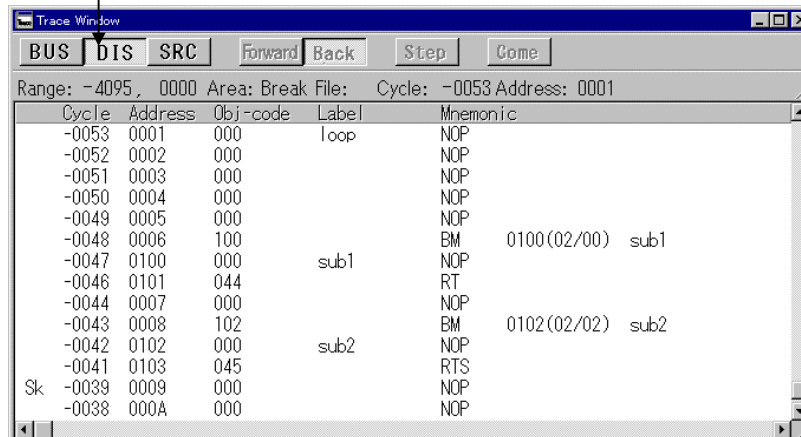 Trace Window
BUS DIS SRC Forward Back Step Come
Range: -4095, 0000 Area: Break File: Cycle: -0053 Address: 0001
Cycle Address Obj-code Label Mnemonic
-0053 0001 000 loop NOP
-0052 0002 000 NOP
-0051 0003 000 NOP
-0050 0004 000 NOP
-0049 0005 000 NOP
-0048 0006 100 BM 0100(02/00) sub1
-0047 0100 000 sub1 NOP
-0046 0101 044 RT
-0044 0007 000 NOP
-0043 0008 102 BM 0102(02/02) sub2
-0042 0102 000 sub2 NOP
-0041 0103 045 RTS
Sk -0039 0009 000 NOP
-0038 000A 000 NOP